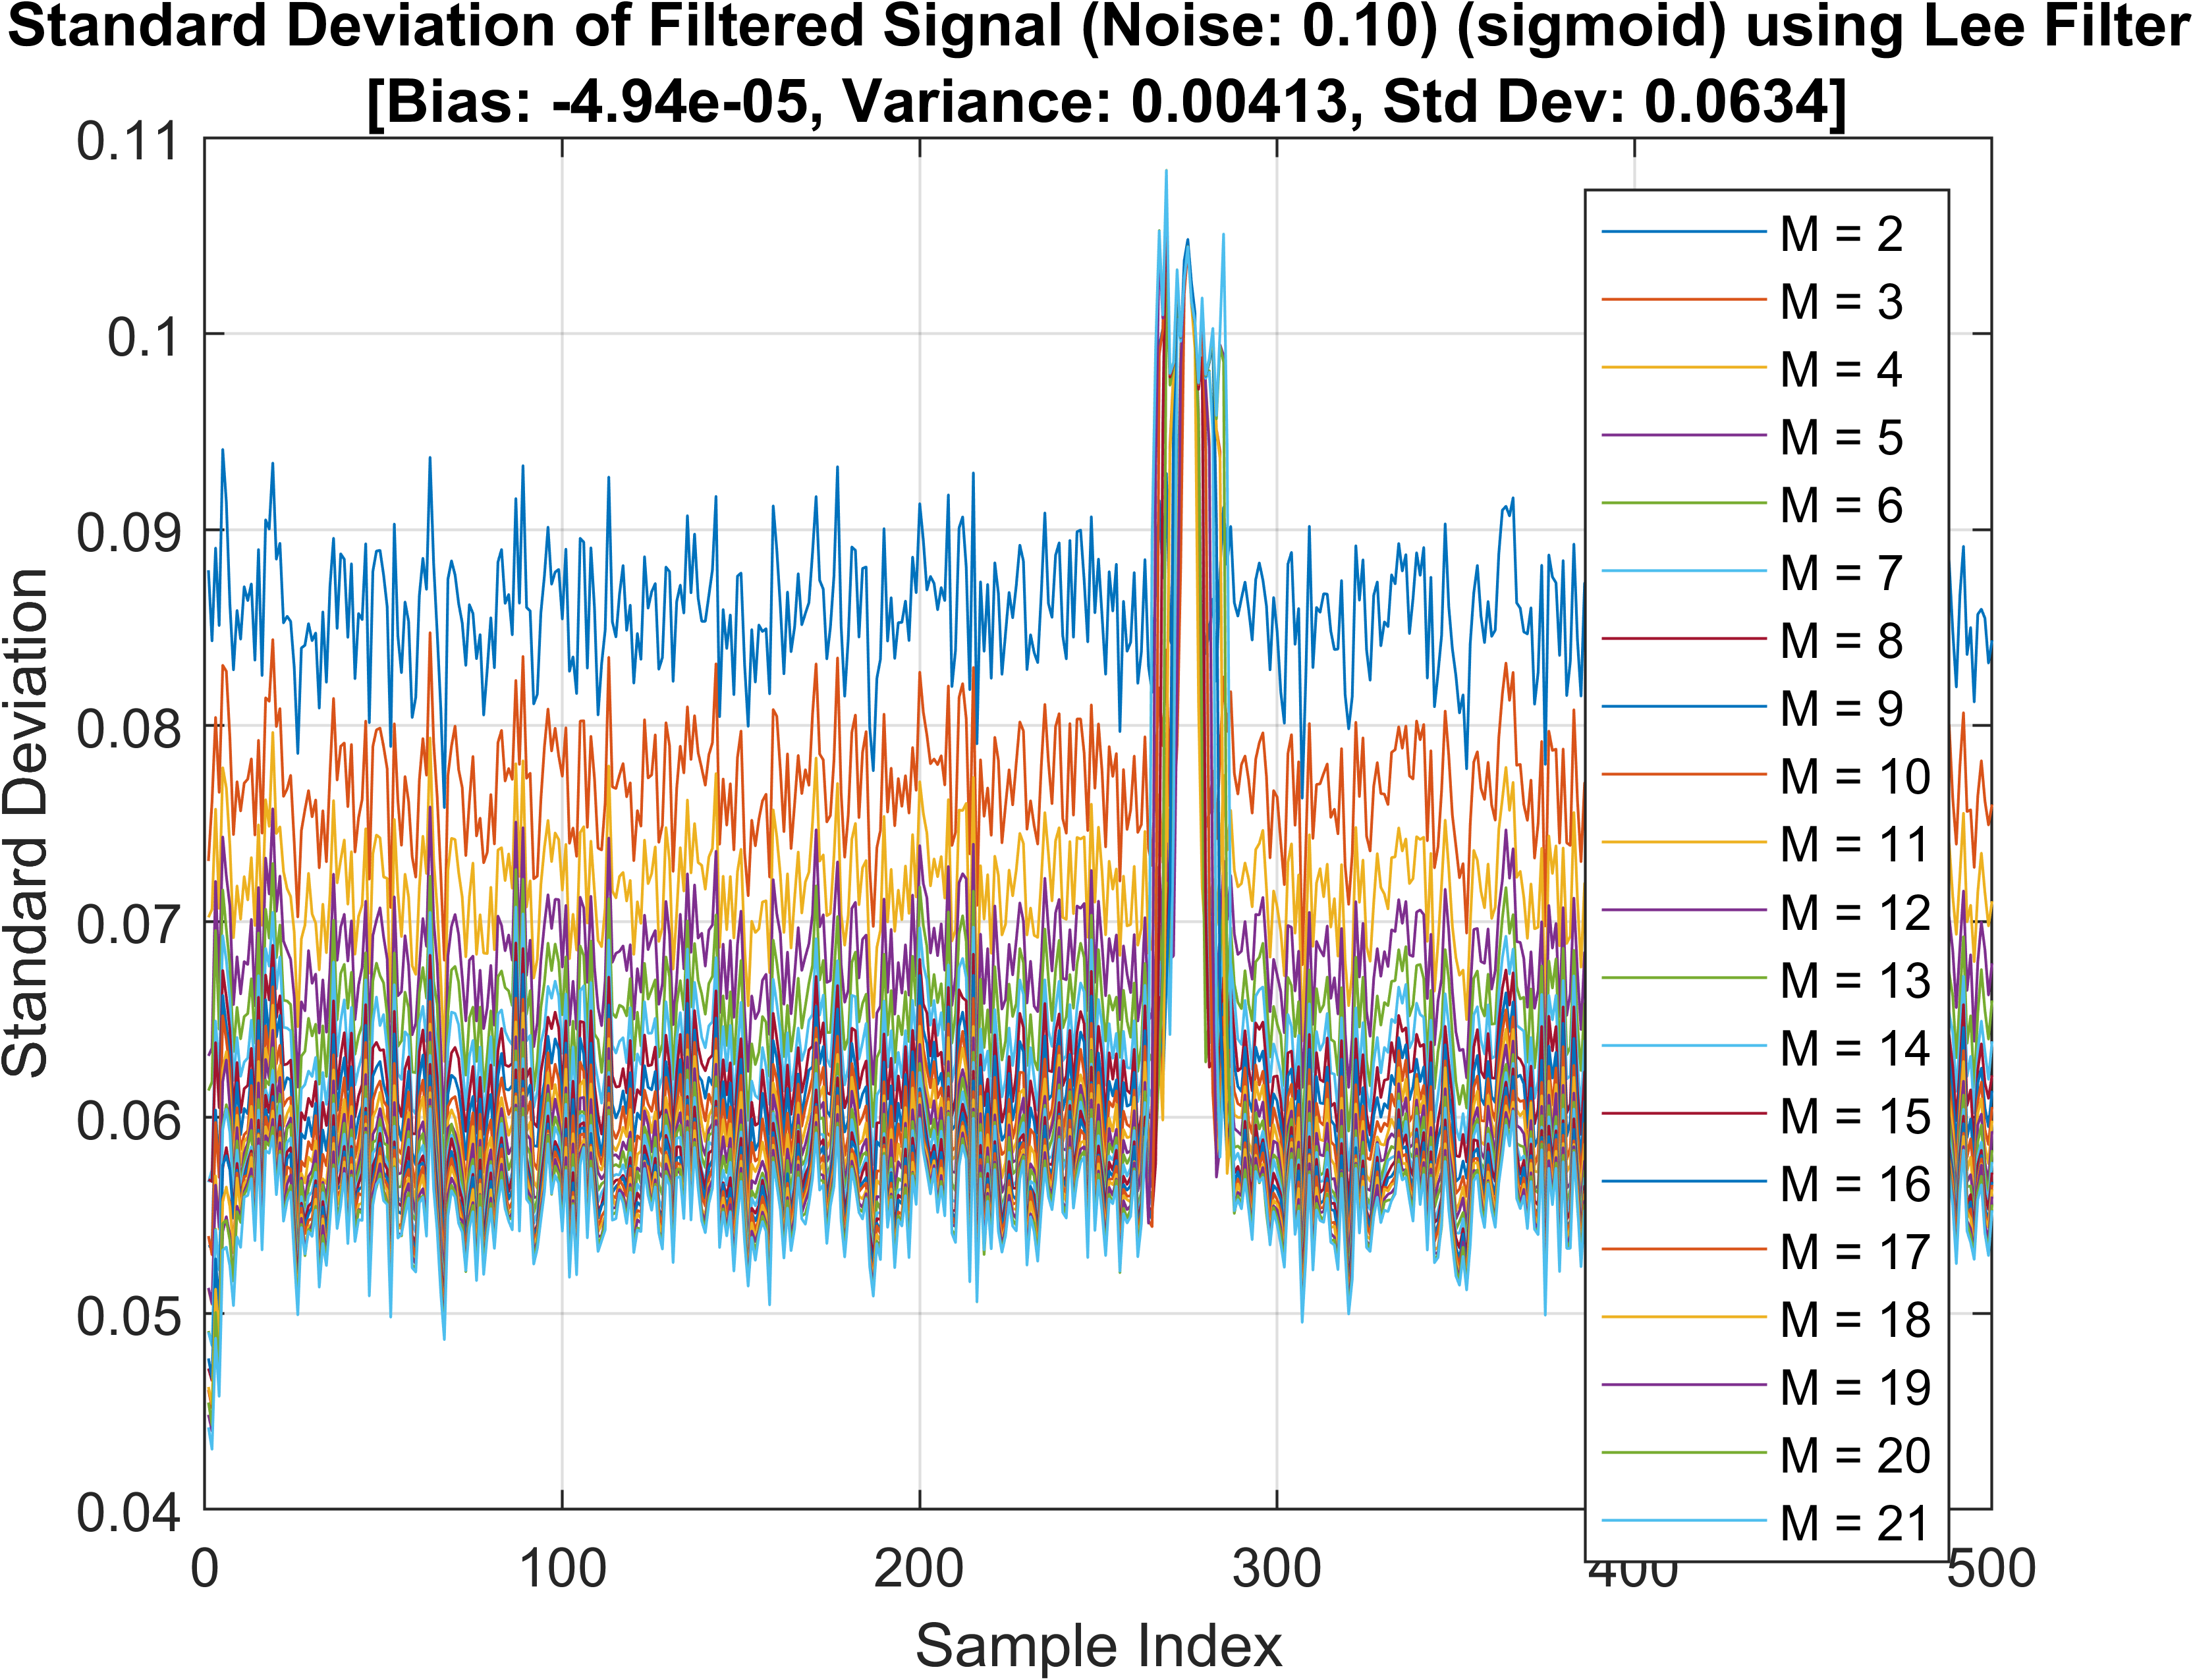 Standard Deviation of Filtered Signal (Noise: 0.10) (sigmoid) using Lee Filter
[Bias: -4.94e-05, Variance: 0.00413, Std Dev: 0.0634]
0.11
0.1
0.09
0.08
0.07
0.06
0.05
0.04
Standard Deviation
0
100
200
300
400
500
Sample Index
M = 2
M = 3
M = 4
M = 5
M = 6
M = 7
M = 8
M = 9
M = 10
M = 11
M = 12
M = 13
M = 14
M = 15
M = 16
M = 17
M = 18
M = 19
M = 20
M = 21